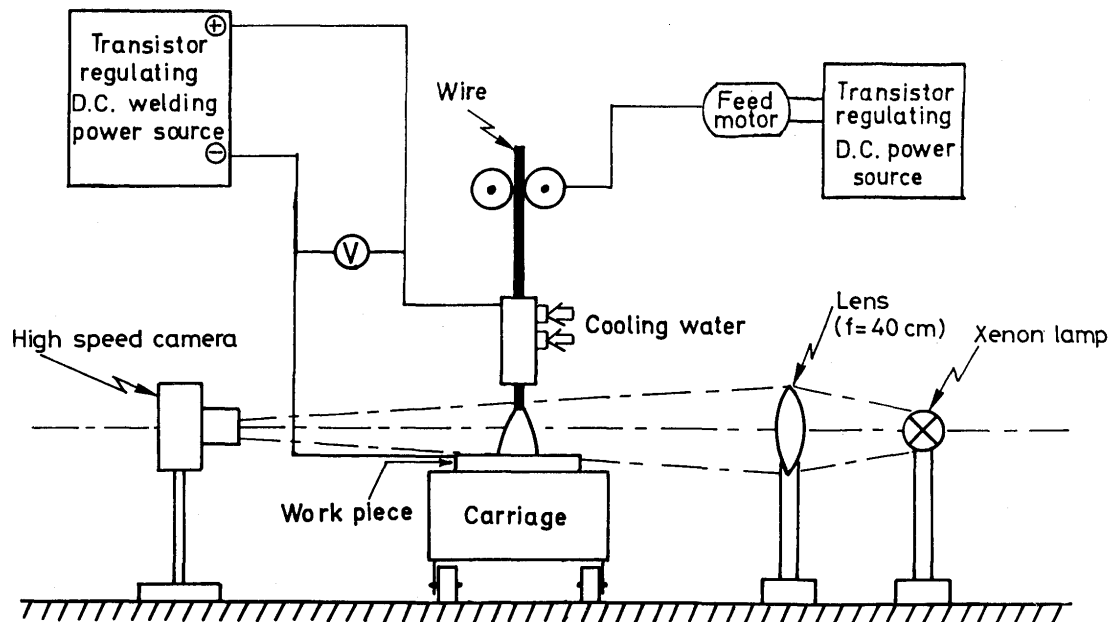 Transistor
regulating
D.C. welding
power source
+
−
Wire
Feed
motor
Transistor
regulating
D.C. power
source
V
Cooling water
Lens
(f=40 cm)
Xenon lamp
High speed camera
Work piece
Carriage